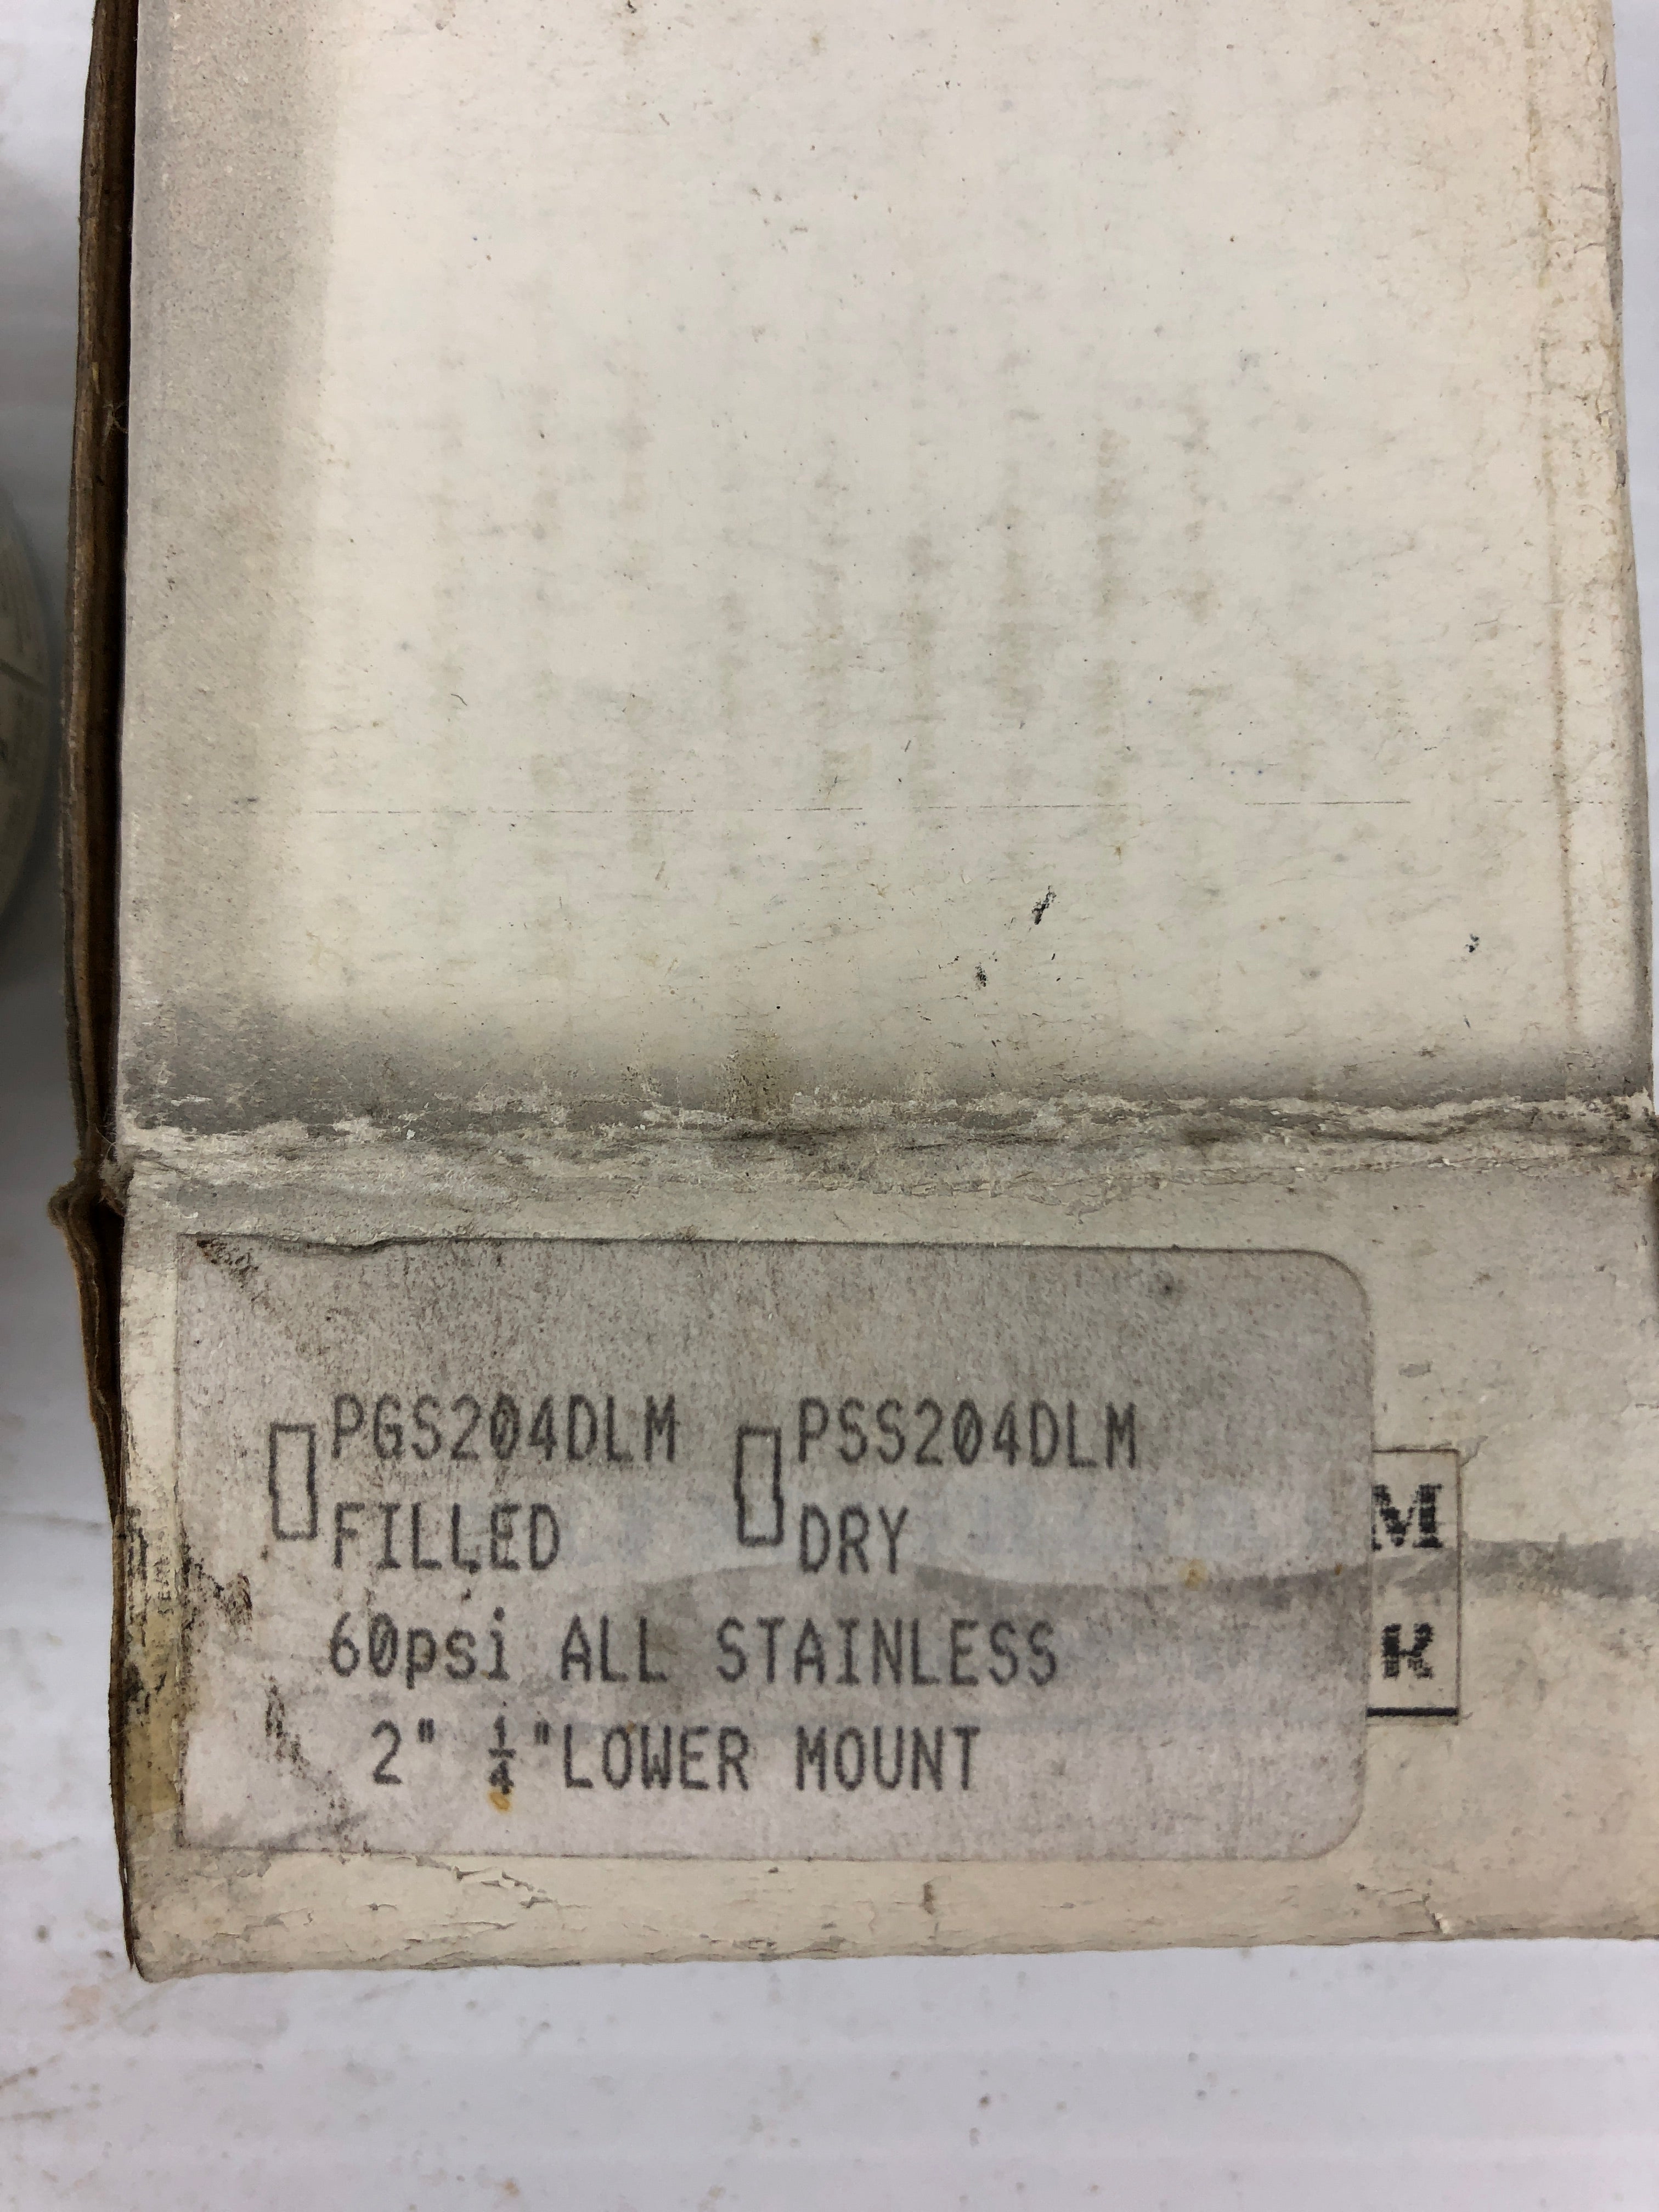 PGS204DLM PSS204DLM
FILLED DRY
M
60psi ALL STAINLESS
R
2" ¼"LOWER MOUNT